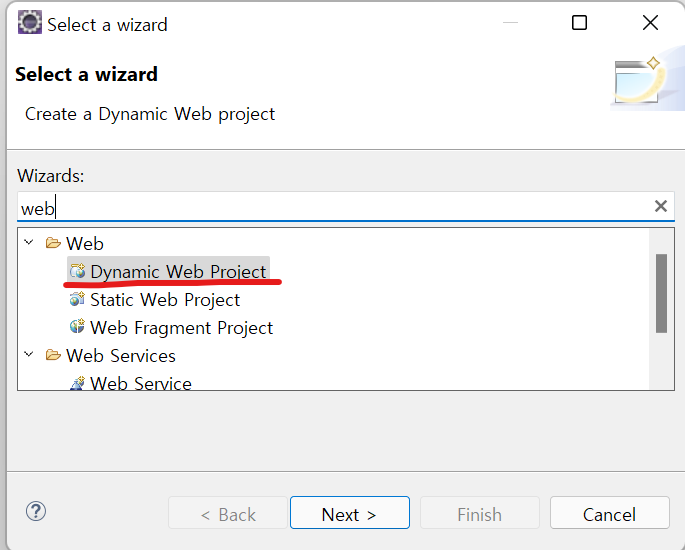 Select a wizard
Select a wizard
Create a Dynamic Web project
Wizards:
web
Web
Dynamic Web Project
Static Web Project
Web Fragment Project
Web Services
Web Service
?
< Back
Next >
Finish
Cancel